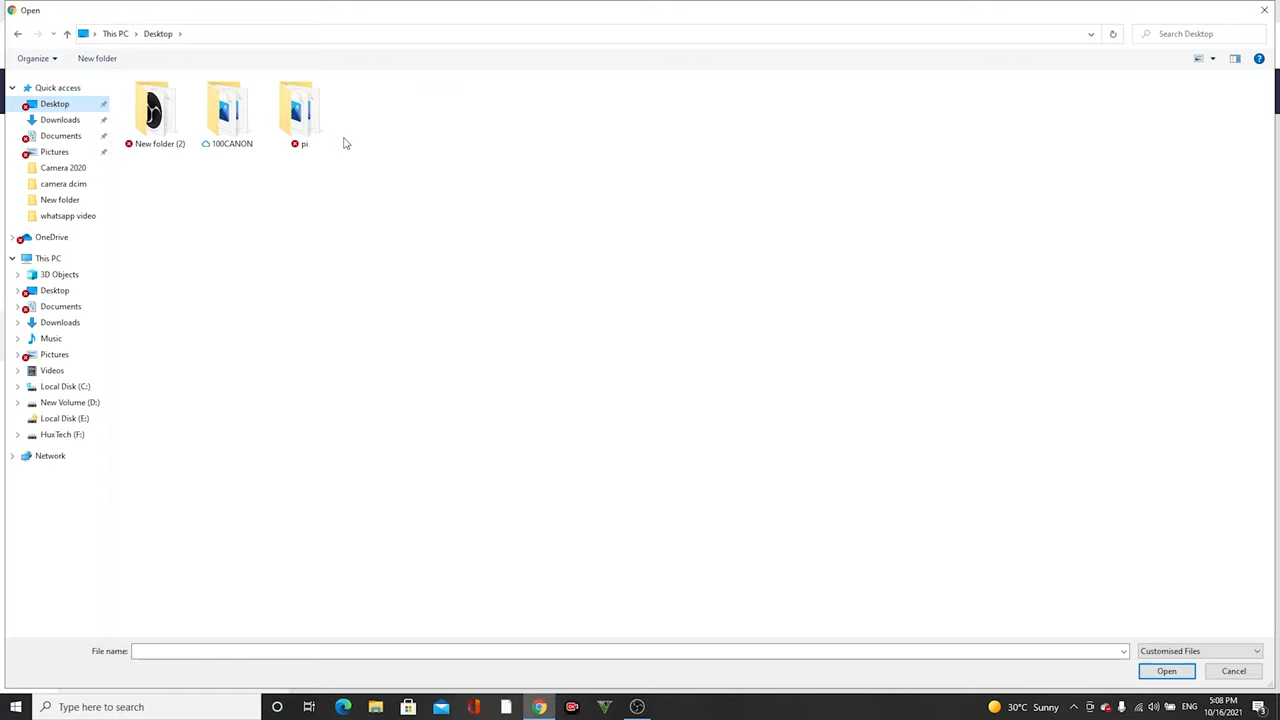 Open
This PC
Desktop
Search Desktop
Organize
New folder
Quick access
Desktop
Downloads
Documents
Pictures
Camera 2020
camera dcim
New folder
whatsapp video
OneDrive
This PC
3D Objects
Desktop
Documents
Downloads
Music
Pictures
Videos
Local Disk (C:)
New Volume (D:)
Local Disk (E:)
HuxTech (F:)
Network
New folder (2)
100CANON
pi
File name:
Customised Files
Open
Cancel
Type here to search
30°C Sunny
ENG
5:08 PM
10/16/2021